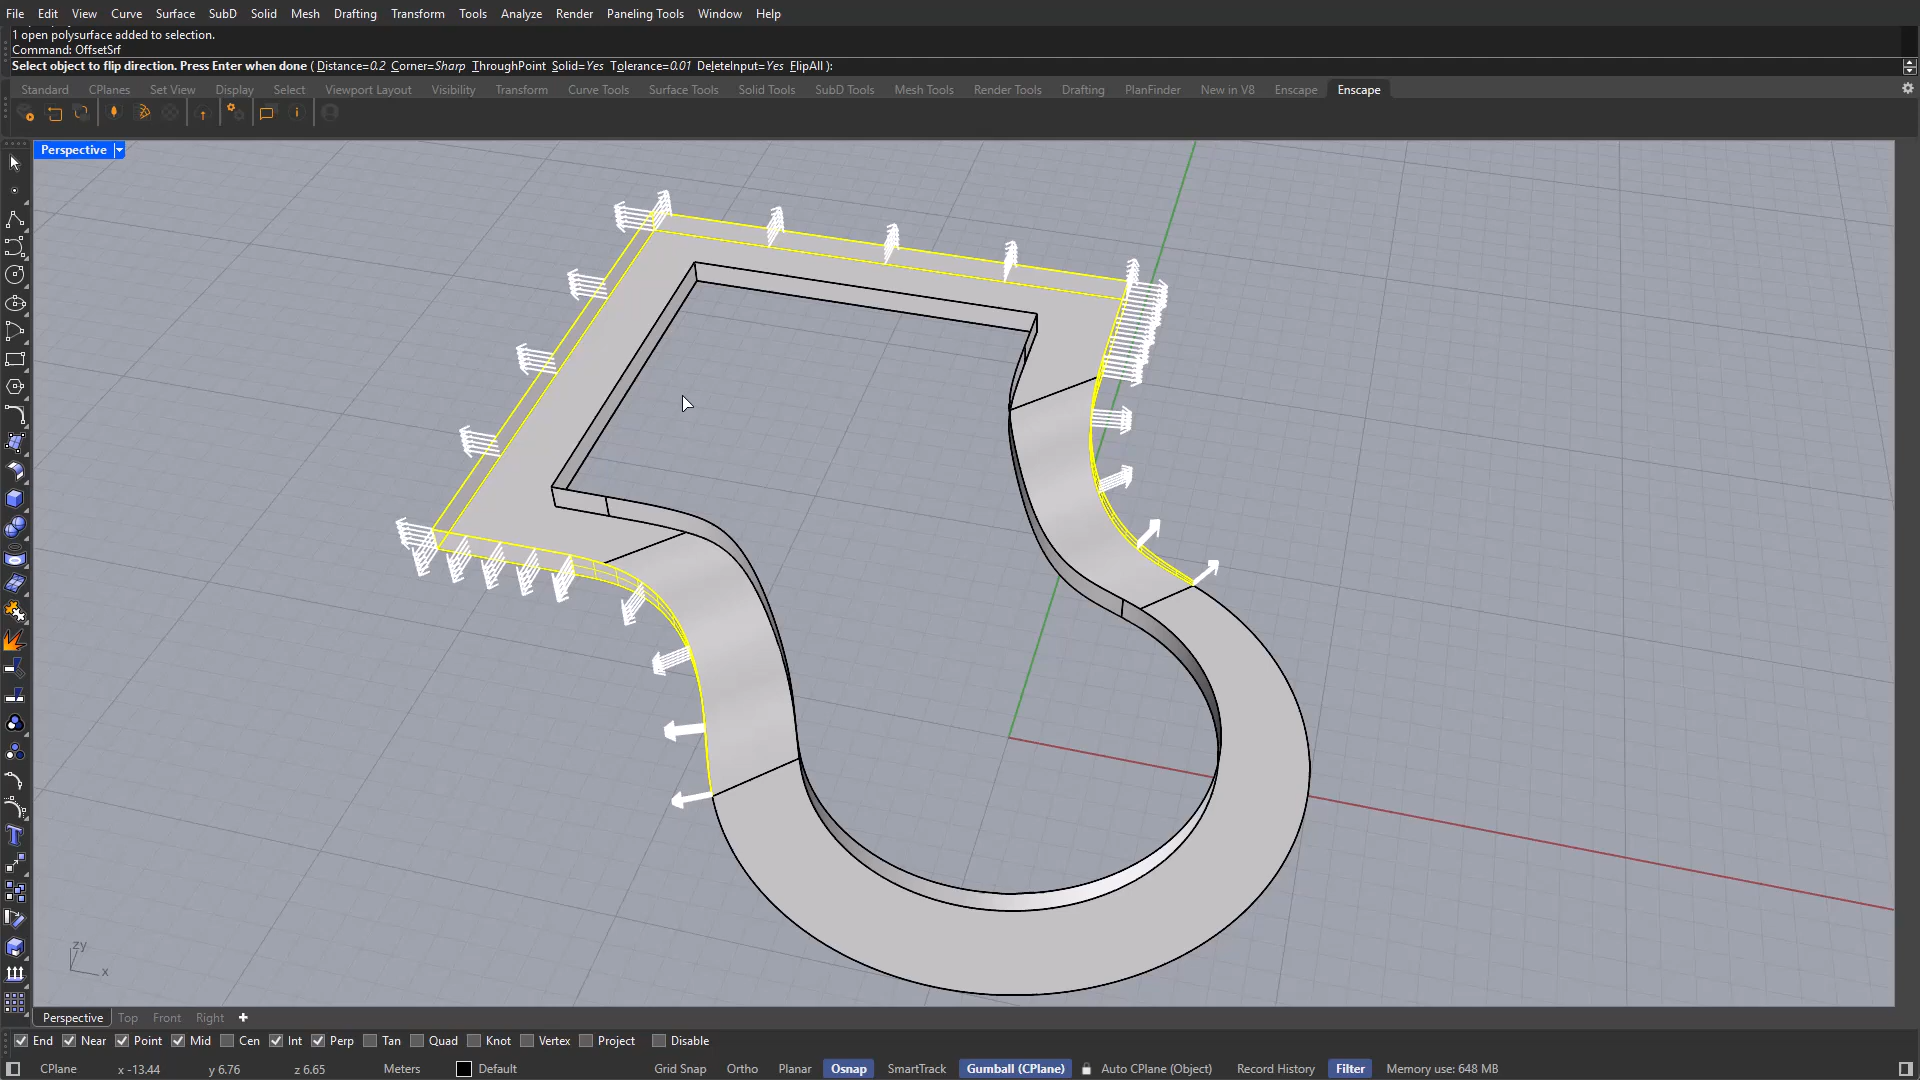 File Edit View Curve Surface SubD Solid Mesh Drafting Transform Tools Analyze Render Paneling Tools Window Help
1 open polysurface added to selection.
Command: OffsetSrf
Select object to flip direction. Press Enter when done ( Distance=0.2 Corner=Sharp ThroughPoint Solid=Yes Tolerance=0.01 DeleteInput=Yes FlipAll ):
Standard CPlanes Set View Display Select Viewport Layout Visibility Transform Curve Tools Surface Tools Solid Tools SubD Tools Mesh Tools Render Tools Drafting PlanFinder New in V8 Enscape Enscape
Perspective
zy
x
Perspective Top Front Right
End Near Point Mid Cen Int Perp Tan Quad Knot Vertex Project Disable
CPlane x -13.44 y 6.76 z 6.65 Meters Default Grid Snap Ortho Planar Osnap SmartTrack Gumball (CPlane) Auto CPlane (Object) Record History Filter Memory use: 648 MB